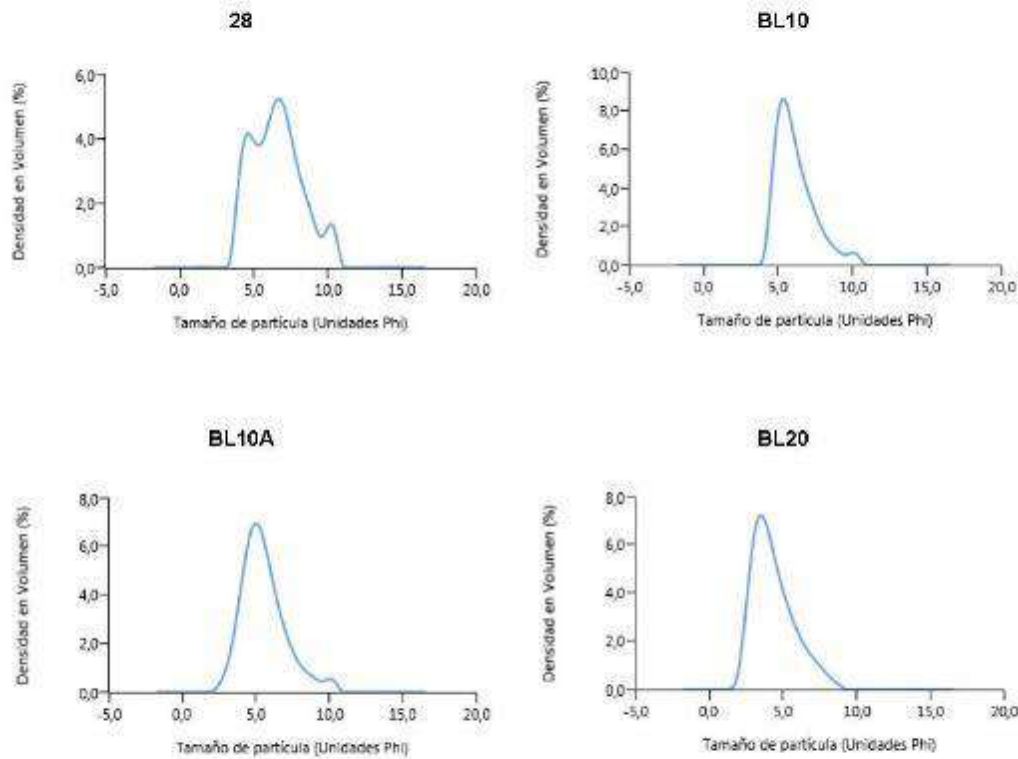 28
BL10
Densidad en Volumen (%)
6,0
4,0
2,0
0,0
-5,0 0,0 5,0 10,0 15,0 20,0
Tamaño de partícula (Unidades Phi)
Densidad en Volumen (%)
10,0
8,0
6,0
4,0
2,0
0,0
-5,0 0,0 5,0 10,0 15,0 20,0
Tamaño de partícula (Unidades Phi)
BL10A
BL20
Densidad en Volumen (%)
8,0
6,0
4,0
2,0
0,0
-5,0 0,0 5,0 10,0 15,0 20,0
Tamaño de partícula (Unidades Phi)
Densidad en Volumen (%)
8,0
6,0
4,0
2,0
0,0
-5,0 0,0 5,0 10,0 15,0 20,0
Tamaño de partícula (Unidades Phi)